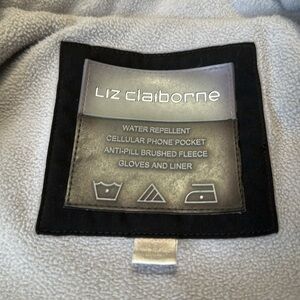 Liz claiborne
WATER REPELLENT
CELLULAR PHONE POCKET
ANTI-PILL BRUSHED FLEECE
GLOVES AND LINER